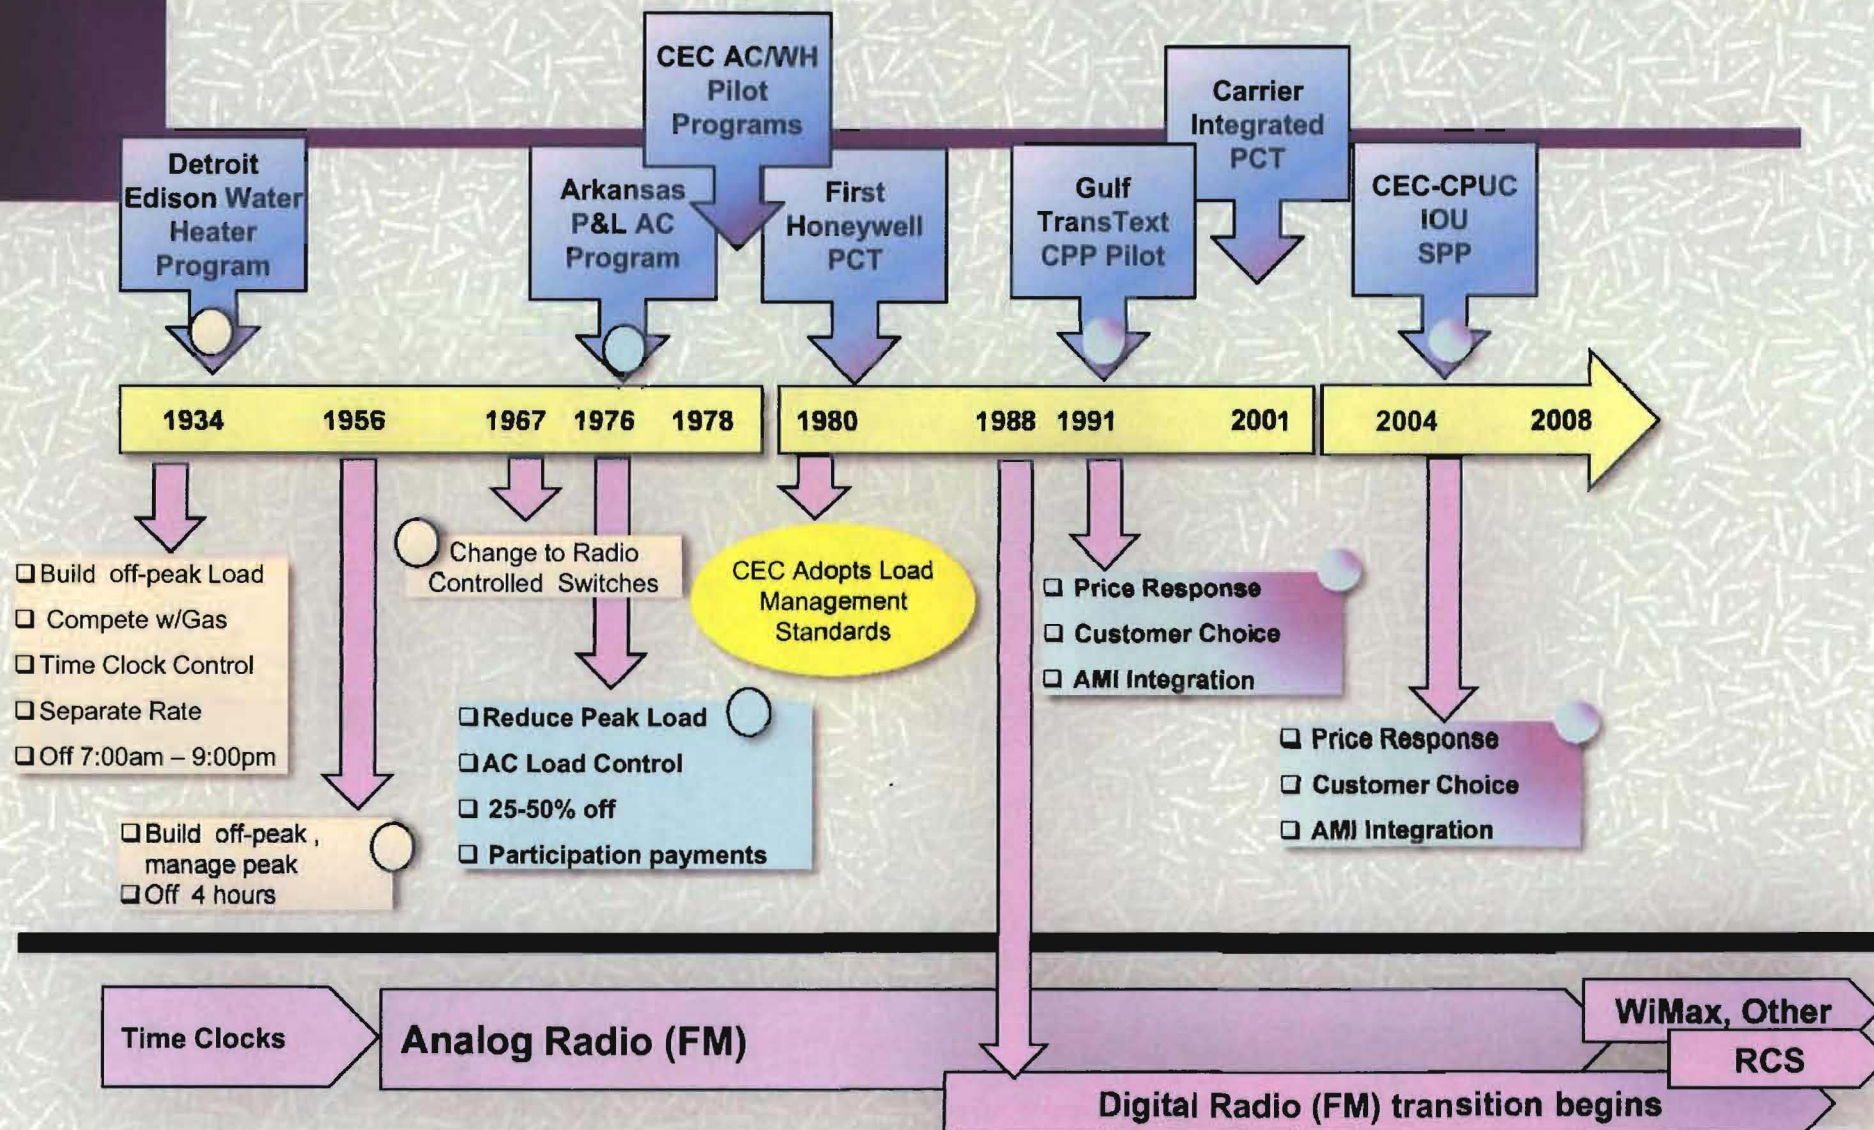 CEC AC/WH
Pilot
Programs
Carrier
Integrated
PCT
Detroit
Edison Water
Heater
Program
Arkansas
P&L AC
Program
First
Honeywell
PCT
Gulf
TransText
CPP Pilot
CEC-CPUC
IOU
SPP
1934 1956 1967 1976 1978 1980 1988 1991 2001 2004 2008
❑ Build off-peak Load
❑ Compete w/Gas
❑ Time Clock Control
❑ Separate Rate
❑ Off 7:00am – 9:00pm
❑ Build off-peak ,
manage peak
❑ Off 4 hours
Change to Radio
Controlled Switches
❑ Reduce Peak Load
❑ AC Load Control
❑ 25-50% off
❑ Participation payments
CEC Adopts Load
Management
Standards
❑ Price Response
❑ Customer Choice
❑ AMI Integration
❑ Price Response
❑ Customer Choice
❑ AMI Integration
Time Clocks
Analog Radio (FM)
WiMax, Other
RCS
Digital Radio (FM) transition begins